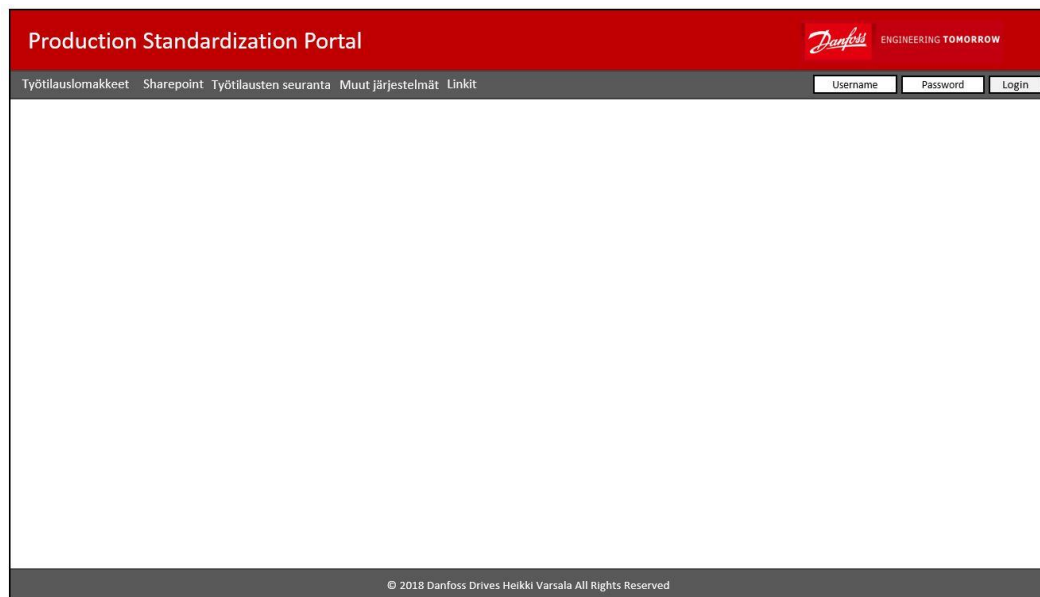 Production Standardization Portal
Danfoss ENGINEERING TOMORROW
Työtilauslomakkeet Sharepoint Työtilausten seuranta Muut järjestelmät Linkit Username Password Login
© 2018 Danfoss Drives Heikki Varsala All Rights Reserved